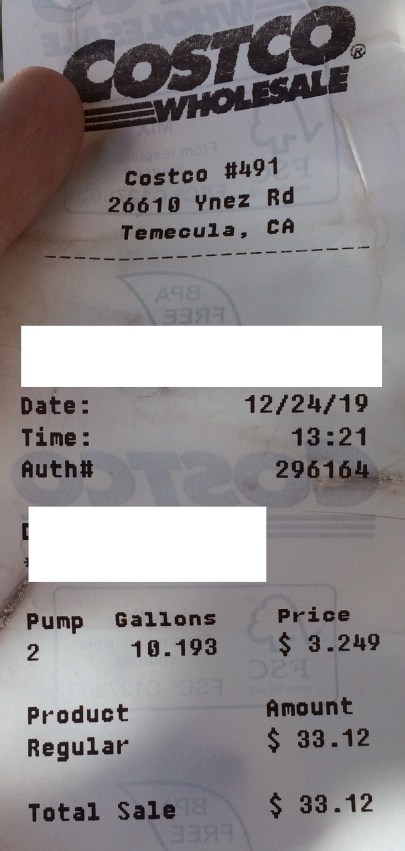 COSTCO
WHOLESALE
Costco #491
26610 Ynez Rd
Temecula, CA
Date: 12/24/19
Time: 13:21
Auth# 296164
Pump Gallons Price
2 10.193 $ 3.249
Product Amount
Regular $ 33.12
Total Sale $ 33.12